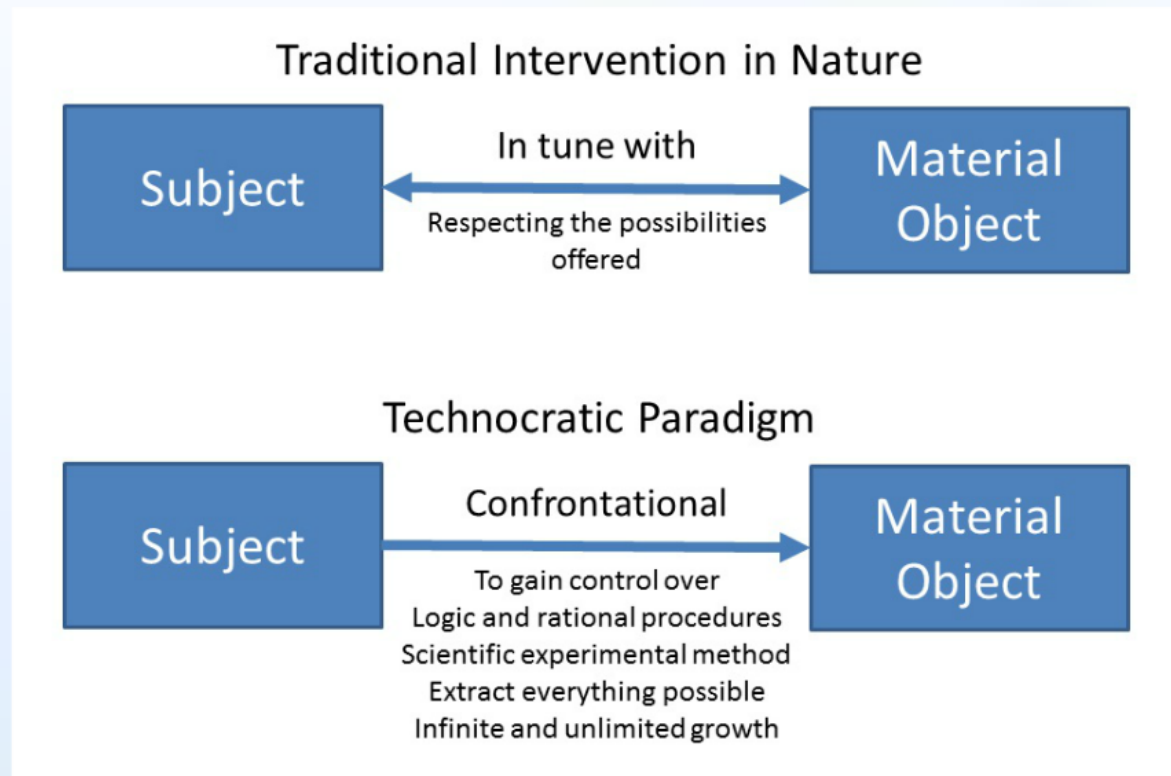 Traditional Intervention in Nature
Subject
In tune with
Respecting the possibilities
offered
Material
Object
Technocratic Paradigm
Subject
Confrontational
To gain control over
Logic and rational procedures
Scientific experimental method
Extract everything possible
Infinite and unlimited growth
Material
Object